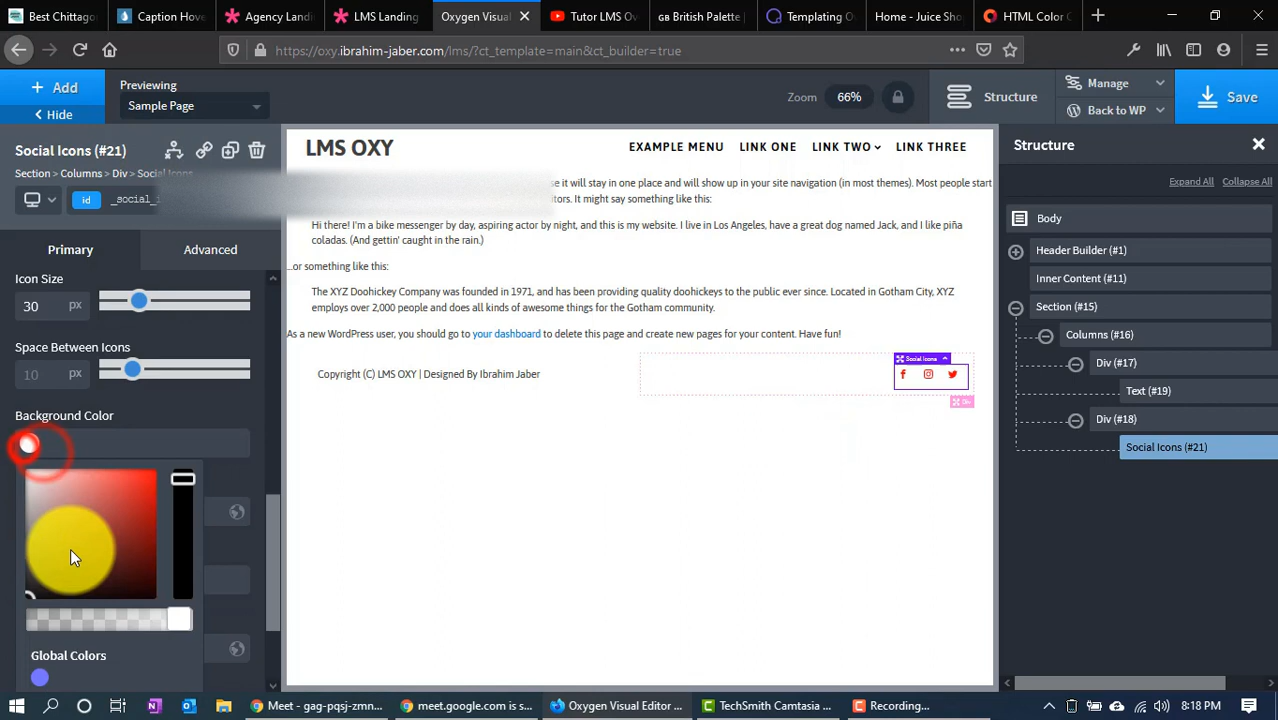 Best Chittagon
Caption Hove
Agency Landi
LMS Landing
Oxygen Visual
Tutor LMS Ov
GB British Palette |
Templating O
Home - Juice Sho
HTML Color C
https://oxy.ibrahim-jaber.com/lms/?ct_template=main&ct_builder=true
+ Add
< Hide
Previewing
Sample Page
Zoom
66%
Structure
Manage
Back to WP
Save
Social Icons (#21)
Section > Columns > Div > Social Icons
id
_social_
Primary
Advanced
Icon Size
30
px
Space Between Icons
10
px
Background Color
Global Colors
LMS OXY
EXAMPLE MENU
LINK ONE
LINK TWO
LINK THREE
it will stay in one place and will show up in your site navigation (in most themes). Most people start
itors. It might say something like this:
Hi there! I'm a bike messenger by day, aspiring actor by night, and this is my website. I live in Los Angeles, have a great dog named Jack, and I like piña
coladas. (And gettin' caught in the rain.)
...or something like this:
The XYZ Doohickey Company was founded in 1971, and has been providing quality doohickeys to the public ever since. Located in Gotham City, XYZ
employs over 2,000 people and does all kinds of awesome things for the Gotham community.
As a new WordPress user, you should go to your dashboard to delete this page and create new pages for your content. Have fun!
Social Icons
Copyright (C) LMS OXY | Designed By Ibrahim Jaber
Div
Structure
Expand All
Collapse All
Body
Header Builder (#1)
Inner Content (#11)
Section (#15)
Columns (#16)
Div (#17)
Text (#19)
Div (#18)
Social Icons (#21)
Meet - gag-pqsj-zmn...
meet.google.com is s...
Oxygen Visual Editor ...
TechSmith Camtasia ...
Recording...
8:18 PM